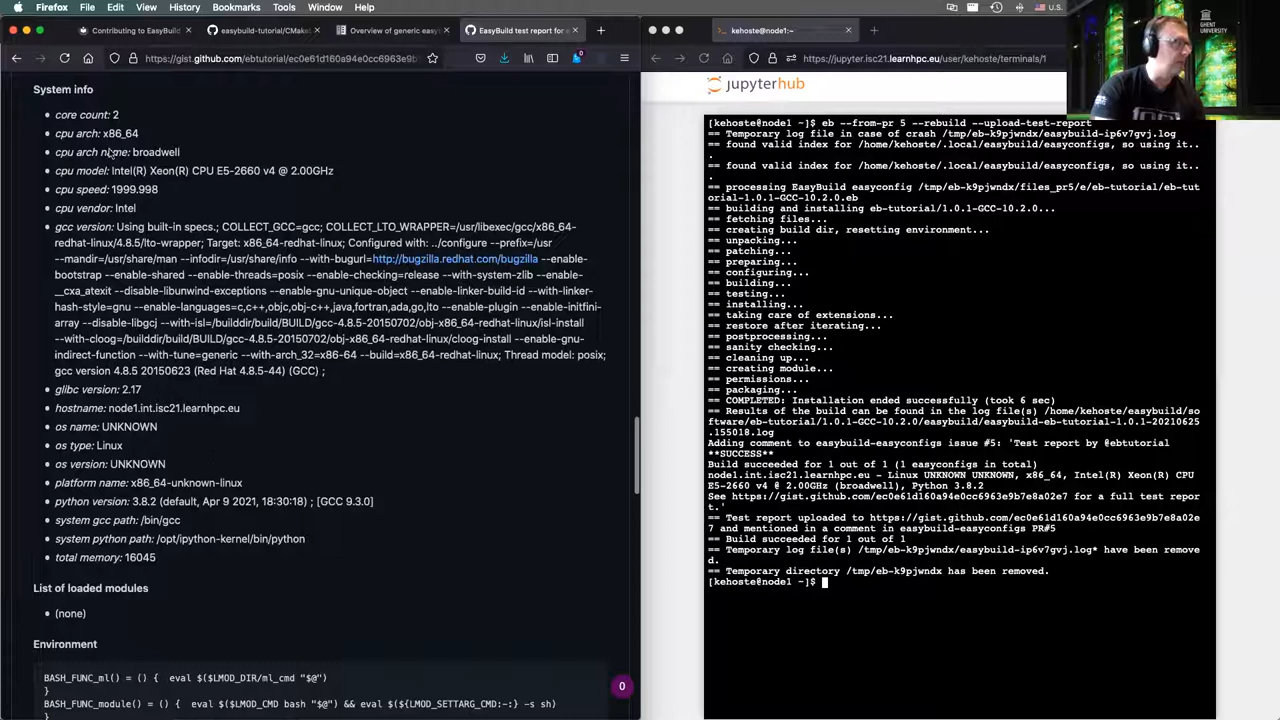 Firefox File Edit View History Bookmarks Tools Window Help
U.S.
Contributing to EasyBuild
easybuild-tutorial/CMake
Overview of generic easyb
EasyBuild test report for e
kehoste@node1:~
https://gist.github.com/ebtutorial/ec0e61d160a94e0cc6963e9b
https://jupyter.isc21.learnhpc.eu/user/kehoste/terminals/1
GHENT
UNIVERSITY
jupyterhub
System info
core count: 2
cpu arch: x86_64
cpu arch name: broadwell
cpu model: Intel(R) Xeon(R) CPU E5-2660 v4 @ 2.00GHz
cpu speed: 1999.998
cpu vendor: Intel
gcc version: Using built-in specs.; COLLECT_GCC=gcc; COLLECT_LTO_WRAPPER=/usr/libexec/gcc/x86_64-
redhat-linux/4.8.5/lto-wrapper; Target: x86_64-redhat-linux; Configured with: ../configure --prefix=/usr
--mandir=/usr/share/man --infodir=/usr/share/info --with-bugurl=http://bugzilla.redhat.com/bugzilla --enable-
bootstrap --enable-shared --enable-threads=posix --enable-checking=release --with-system-zlib --enable-
__cxa_atexit --disable-libunwind-exceptions --enable-gnu-unique-object --enable-linker-build-id --with-linker-
hash-style=gnu --enable-languages=c,c++,objc,obj-c++,java,fortran,ada,go,lto --enable-plugin --enable-initfini-
array --disable-libgcj --with-isl=/builddir/build/BUILD/gcc-4.8.5-20150702/obj-x86_64-redhat-linux/isl-install
--with-cloog=/builddir/build/BUILD/gcc-4.8.5-20150702/obj-x86_64-redhat-linux/cloog-install --enable-gnu-
indirect-function --with-tune=generic --with-arch_32=x86-64 --build=x86_64-redhat-linux; Thread model: posix;
gcc version 4.8.5 20150623 (Red Hat 4.8.5-44) (GCC) ;
glibc version: 2.17
hostname: node1.int.isc21.learnhpc.eu
os name: UNKNOWN
os type: Linux
os version: UNKNOWN
platform name: x86_64-unknown-linux
python version: 3.8.2 (default, Apr 9 2021, 18:30:18) ; [GCC 9.3.0]
system gcc path: /bin/gcc
system python path: /opt/ipython-kernel/bin/python
total memory: 16045
List of loaded modules
(none)
Environment
BASH_FUNC_ml() = () { eval $($LMOD_DIR/ml_cmd "$@")
}
BASH_FUNC_module() = () { eval $($LMOD_CMD bash "$@") && eval $(${LMOD_SETTARG_CMD:-:} -s sh)
}
0
[kehoste@node1 ~]$ eb --from-pr 5 --rebuild --upload-test-report
== Temporary log file in case of crash /tmp/eb-k9pjwndx/easybuild-ip6v7gvj.log
== found valid index for /home/kehoste/.local/easybuild/easyconfigs, so using it..
.
== found valid index for /home/kehoste/.local/easybuild/easyconfigs, so using it..
.
== processing EasyBuild easyconfig /tmp/eb-k9pjwndx/files_pr5/e/eb-tutorial/eb-tut
orial-1.0.1-GCC-10.2.0.eb
== building and installing eb-tutorial/1.0.1-GCC-10.2.0...
== fetching files...
== creating build dir, resetting environment...
== unpacking...
== patching...
== preparing...
== configuring...
== building...
== testing...
== installing...
== taking care of extensions...
== restore after iterating...
== postprocessing...
== sanity checking...
== cleaning up...
== creating module...
== permissions...
== packaging...
== COMPLETED: Installation ended successfully (took 6 sec)
== Results of the build can be found in the log file(s) /home/kehoste/easybuild/so
ftware/eb-tutorial/1.0.1-GCC-10.2.0/easybuild/easybuild-eb-tutorial-1.0.1-20210625
.155018.log
Adding comment to easybuild-easyconfigs issue #5: 'Test report by @ebtutorial
**SUCCESS**
Build succeeded for 1 out of 1 (1 easyconfigs in total)
node1.int.isc21.learnhpc.eu - Linux UNKNOWN UNKNOWN, x86_64, Intel(R) Xeon(R) CPU
E5-2660 v4 @ 2.00GHz (broadwell), Python 3.8.2
See https://gist.github.com/ec0e61d160a94e0cc6963e9b7e8a02e7 for a full test repor
t.'
== Test report uploaded to https://gist.github.com/ec0e61d160a94e0cc6963e9b7e8a02e
7 and mentioned in a comment in easybuild-easyconfigs PR#5
== Build succeeded for 1 out of 1
== Temporary log file(s) /tmp/eb-k9pjwndx/easybuild-ip6v7gvj.log* have been remove
d.
== Temporary directory /tmp/eb-k9pjwndx has been removed.
[kehoste@node1 ~]$